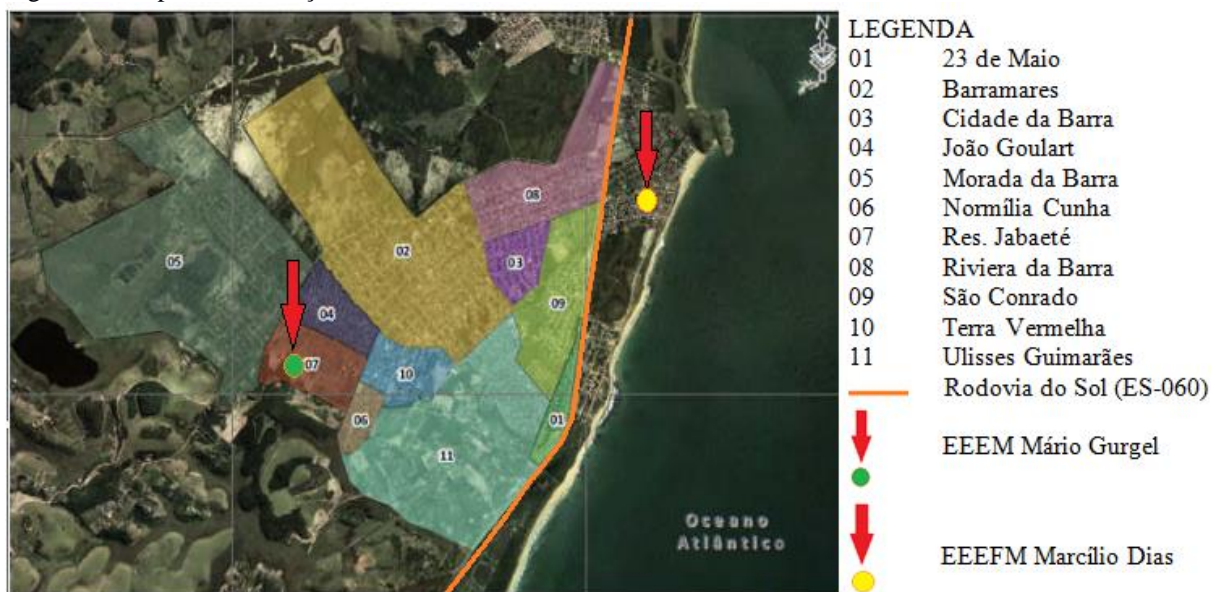 N
08
02
03
05
09
04
07
10
06
01
11
Oceano
Atlântico
LEGENDA
01 23 de Maio
02 Barramares
03 Cidade da Barra
04 João Goulart
05 Morada da Barra
06 Normília Cunha
07 Res. Jabaeté
08 Riviera da Barra
09 São Conrado
10 Terra Vermelha
11 Ulisses Guimarães
Rodovia do Sol (ES-060)
EEEM Mário Gurgel
EEEFM Marcílio Dias